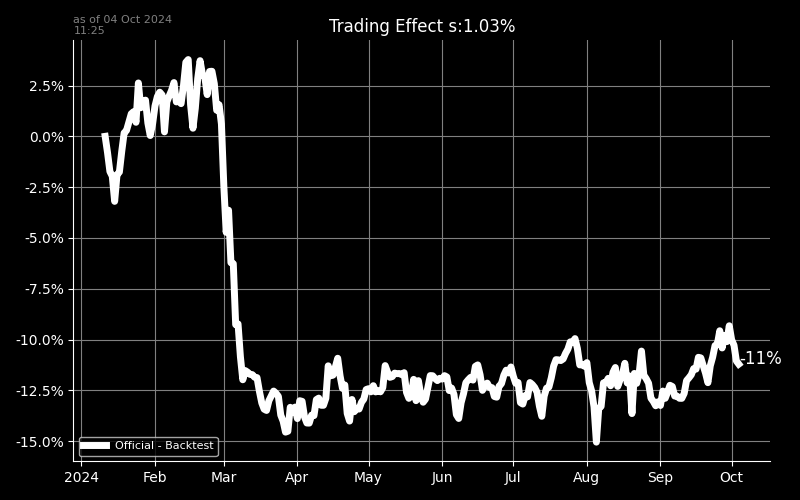 as of 04 Oct 2024
11:25
Trading Effect s:1.03%
2.5%
0.0%
-2.5%
-5.0%
-7.5%
-10.0%
-12.5%
-15.0%
-11%
Official - Backtest
2024 Feb Mar Apr May Jun Jul Aug Sep Oct